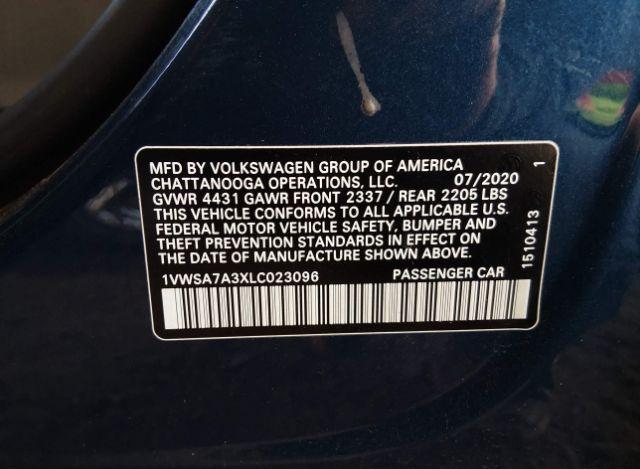 MFD BY VOLKSWAGEN GROUP OF AMERICA
CHATTANOOGA OPERATIONS, LLC. 07/2020
GVWR 4431 GAWR FRONT 2337 / REAR 2205 LBS
THIS VEHICLE CONFORMS TO ALL APPLICABLE U.S.
FEDERAL MOTOR VEHICLE SAFETY, BUMPER AND
THEFT PREVENTION STANDARDS IN EFFECT ON
THE DATE OF MANUFACTURE SHOWN ABOVE.
1VWSA7A3XLC023096 PASSENGER CAR
1510413 1